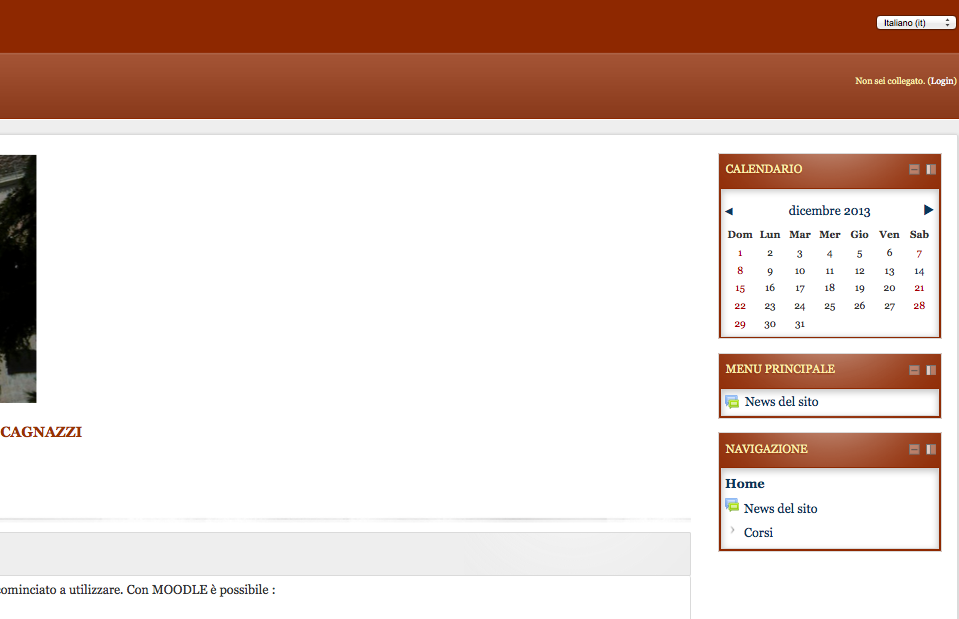 Italiano (it)
Non sei collegato. (Login)
CALENDARIO
dicembre 2013
Dom Lun Mar Mer Gio Ven Sab
1 2 3 4 5 6 7
8 9 10 11 12 13 14
15 16 17 18 19 20 21
22 23 24 25 26 27 28
29 30 31
MENU PRINCIPALE
News del sito
NAVIGAZIONE
Home
News del sito
Corsi
CAGNAZZI
cominciato a utilizzare. Con MOODLE è possibile :